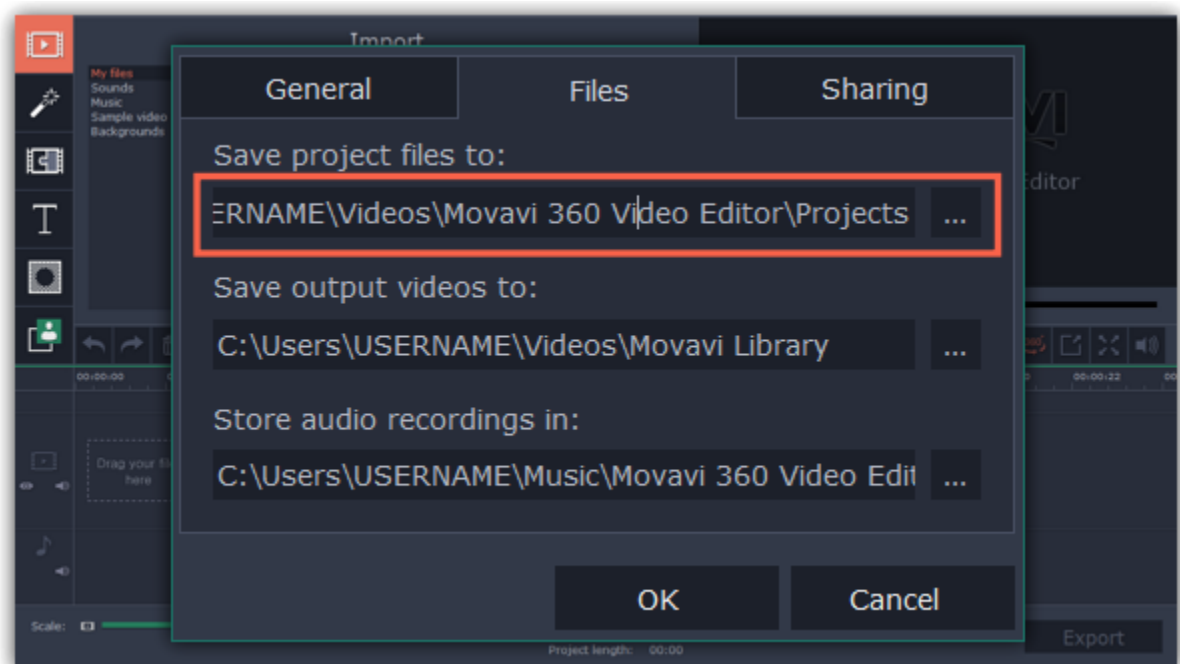 Import
My files
Sounds
Music
Sample video
Backgrounds
General
Files
Sharing
Save project files to:
ERNAME\Videos\Movavi 360 Video Editor\Projects
...
Save output videos to:
C:\Users\USERNAME\Videos\Movavi Library
...
Store audio recordings in:
C:\Users\USERNAME\Music\Movavi 360 Video Edit
...
OK
Cancel
VI
Editor
00:00:00
00:00:22
00
Drag your fil
here
Scale:
Project length: 00:00
Export